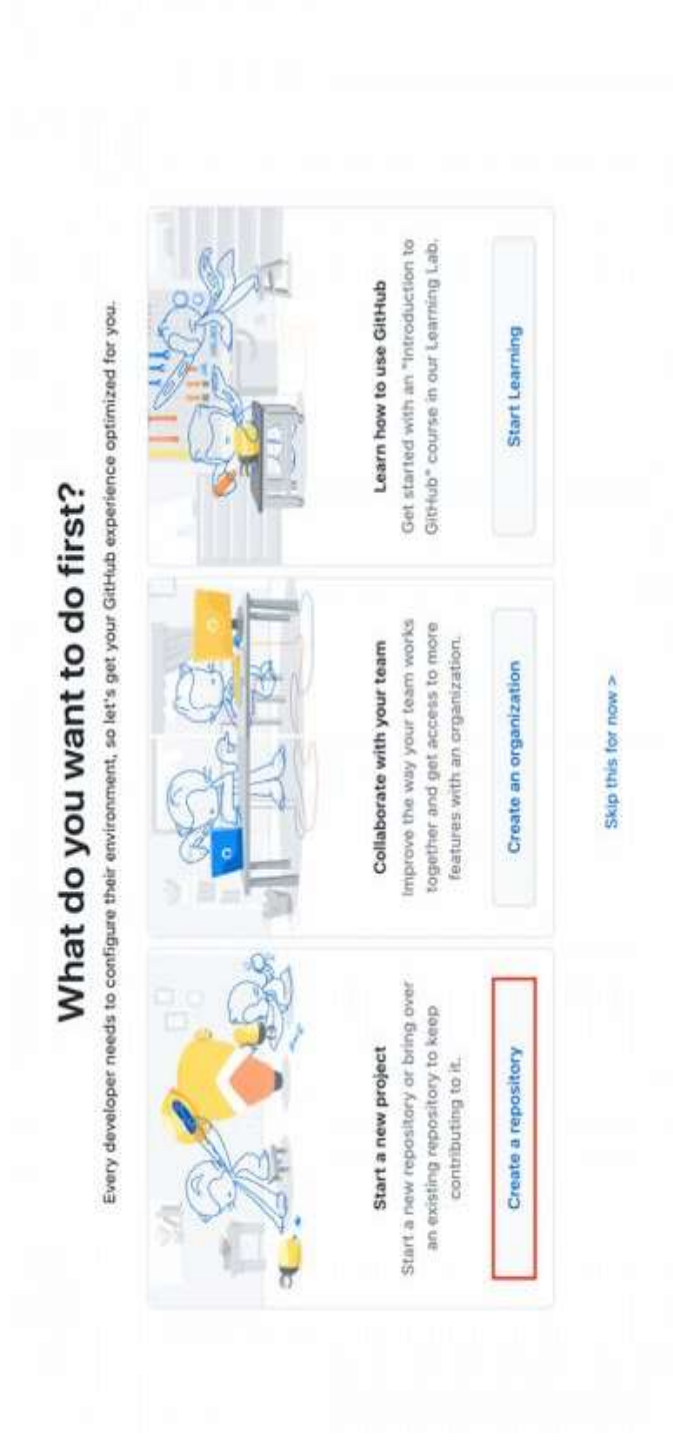 What do you want to do first?
Every developer needs to configure their environment, so let's get your GitHub experience optimized for you.
Start a new project
Start a new repository or bring over
an existing repository to keep
contributing to it.
Create a repository
Collaborate with your team
Improve the way your team works
together and get access to more
features with an organization.
Create an organization
Learn how to use GitHub
Get started with an "Introduction to
GitHub" course in our Learning Lab.
Start Learning
Skip this for now >